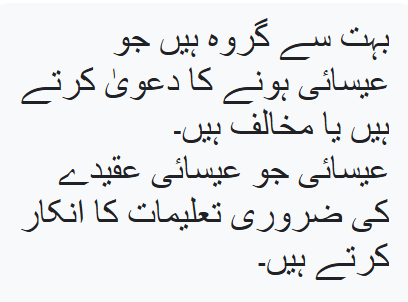 بہت سے گروہ ہیں جو
عیسائی ہونے کا دعویٰ کرتے
ہیں یا مخالف ہیں۔
عیسائی جو عیسائی عقیدے
کی ضروری تعلیمات کا انکار
کرتے ہیں۔